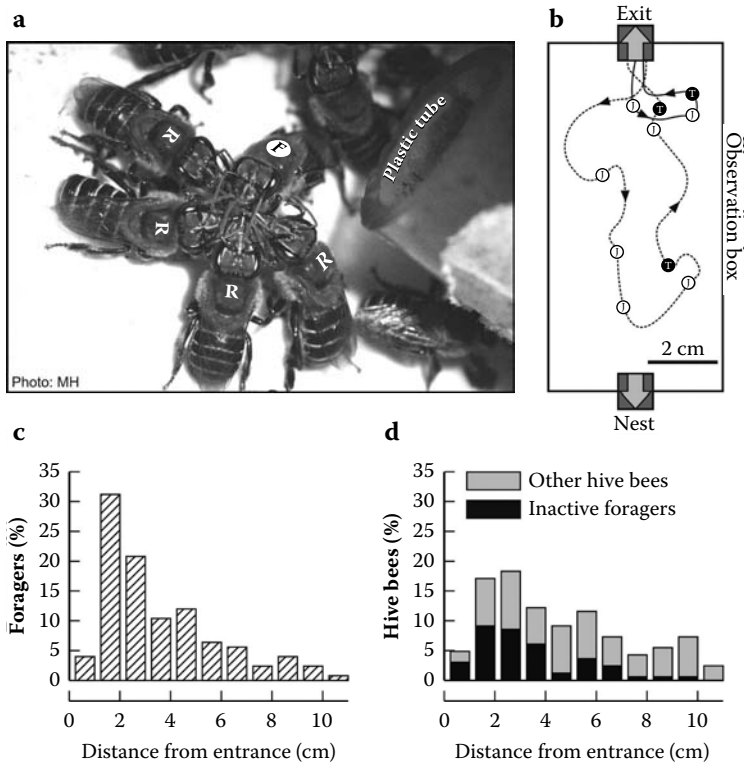 a
R
F
R
R
R
Plastic tube
Photo: MH
b
Exit
T
T
J
J
J
J
J
T
J
J
Observation box
2 cm
Nest
c
35
30
25
20
15
10
5
0
Foragers (%)
0 2 4 6 8 10
Distance from entrance (cm)
d
Other hive bees
Inactive foragers
35
30
25
20
15
10
5
0
Hive bees (%)
0 2 4 6 8 10
Distance from entrance (cm)